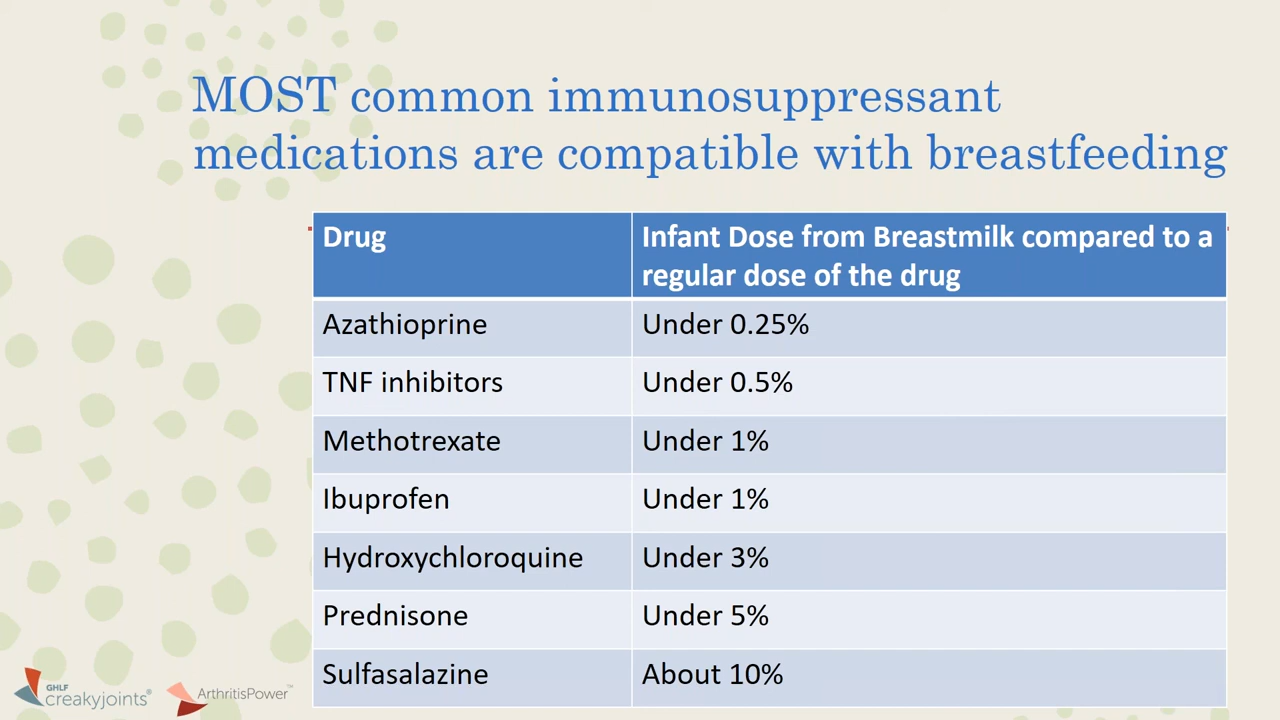 MOST common immunosuppressant
medications are compatible with breastfeeding
Drug
Infant Dose from Breastmilk compared to a
regular dose of the drug
Azathioprine
Under 0.25%
TNF inhibitors
Under 0.5%
Methotrexate
Under 1%
Ibuprofen
Under 1%
Hydroxychloroquine
Under 3%
Prednisone
Under 5%
Sulfasalazine
About 10%
GHLF
creakyjoints®
ArthritisPower™